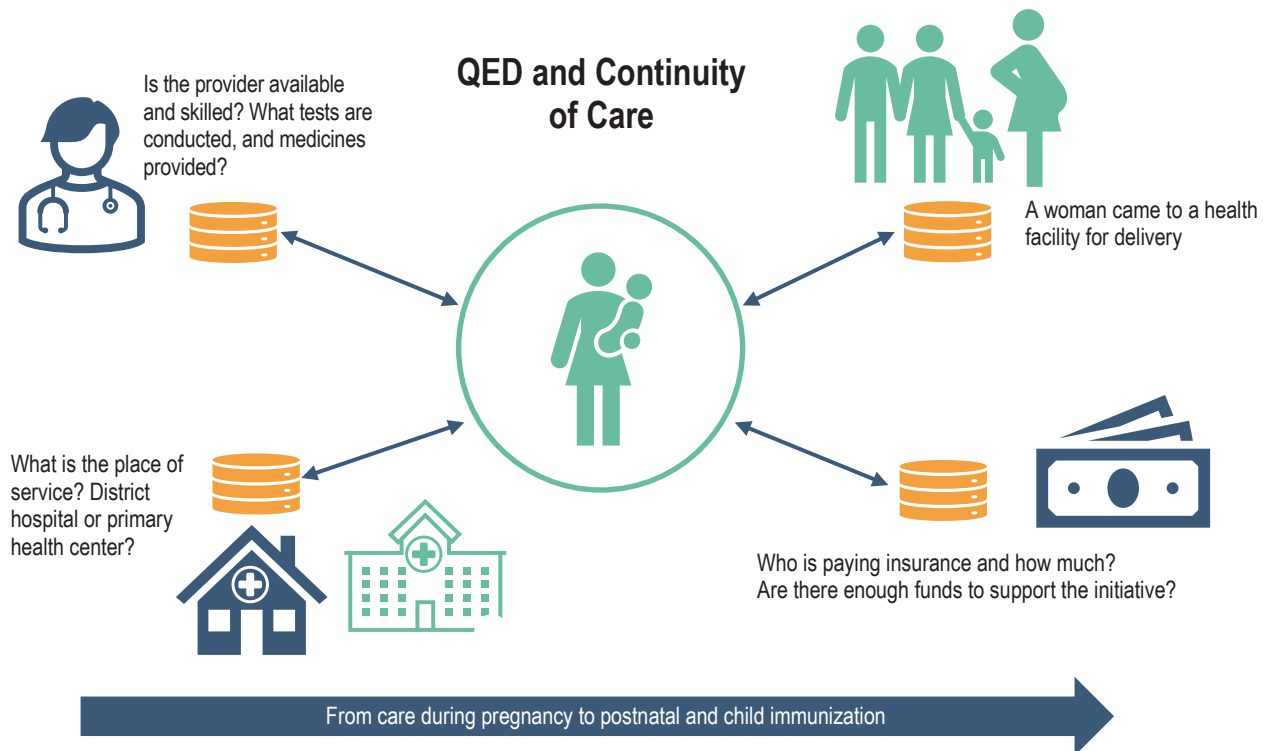 QED and Continuity
of Care
Is the provider available
and skilled? What tests are
conducted, and medicines
provided?
A woman came to a health
facility for delivery
What is the place of
service? District
hospital or primary
health center?
Who is paying insurance and how much?
Are there enough funds to support the initiative?
From care during pregnancy to postnatal and child immunization